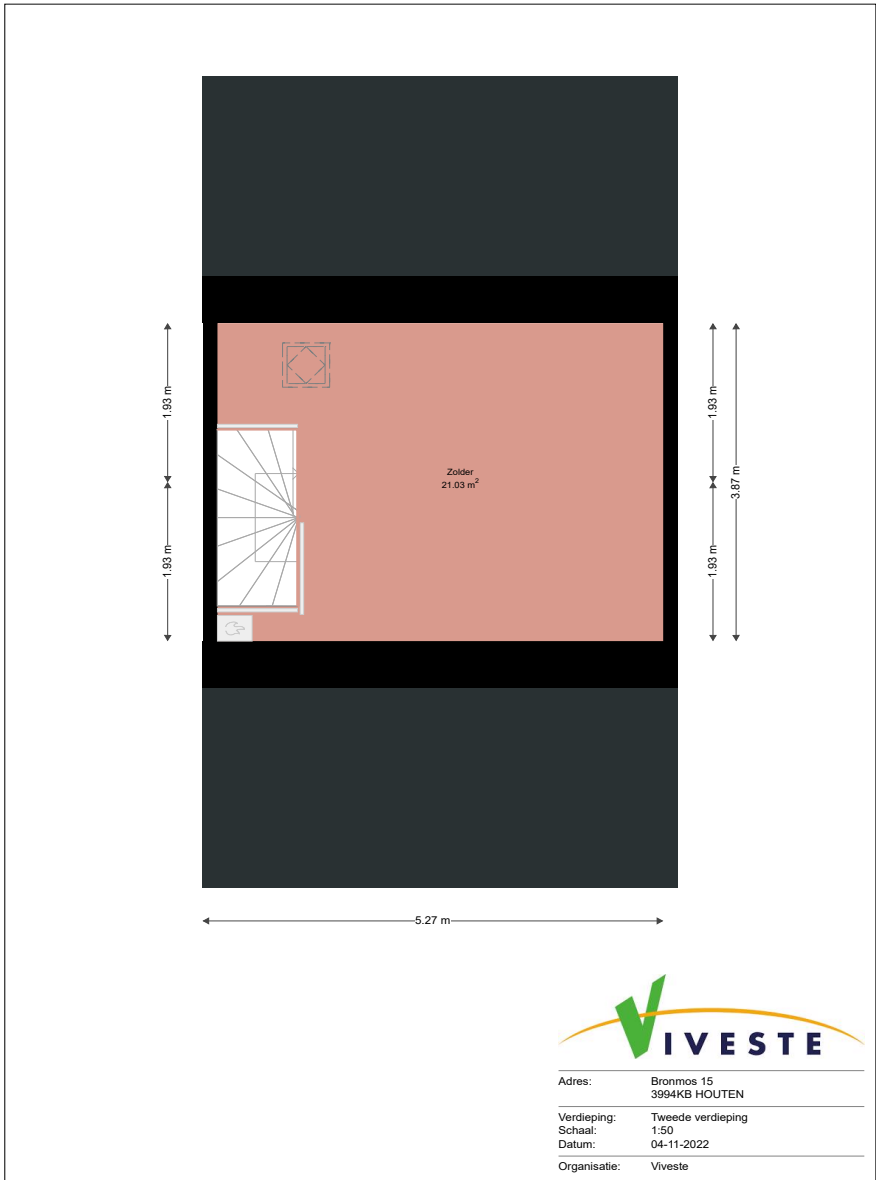 1.93 m
1.93 m
1.93 m
1.93 m
3.87 m
Zolder
21.03 m²
5.27 m
VIVESTE
Adres: Bronmos 15
3994KB HOUTEN
Verdieping: Tweede verdieping
Schaal: 1:50
Datum: 04-11-2022
Organisatie: Viveste